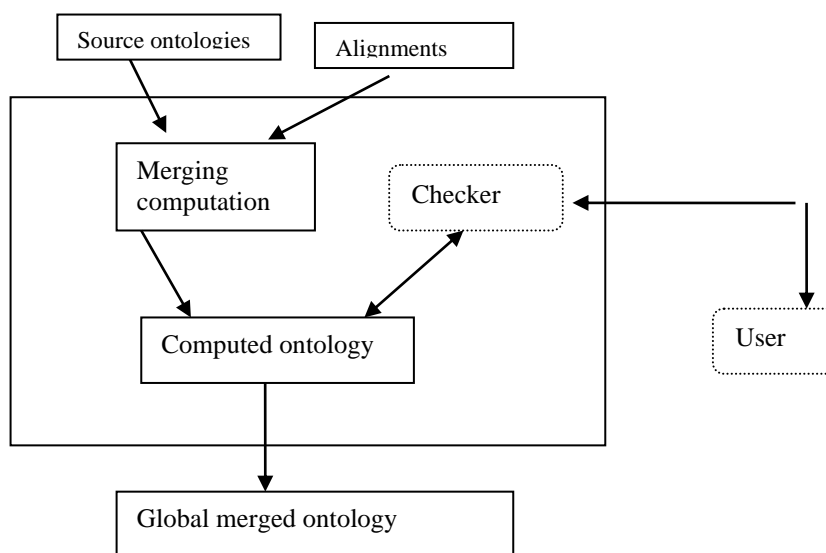 Source ontologies
Alignments
Merging
computation
Checker
Computed ontology
User
Global merged ontology